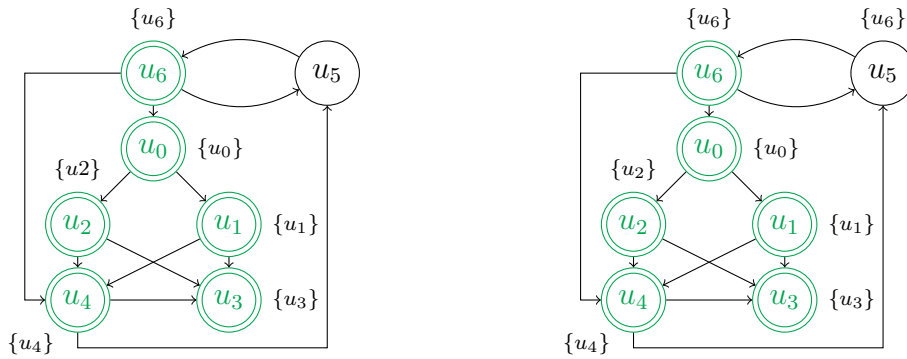 {u₆}
u₆
u₅
u₀
{u₀}
{u2}
u₂
u₁
{u₁}
u₄
u₃
{u₃}
{u₄}
{u₆}
{u₆}
u₆
u₅
u₀
{u₀}
{u₂}
u₂
u₁
{u₁}
u₄
u₃
{u₃}
{u₄}